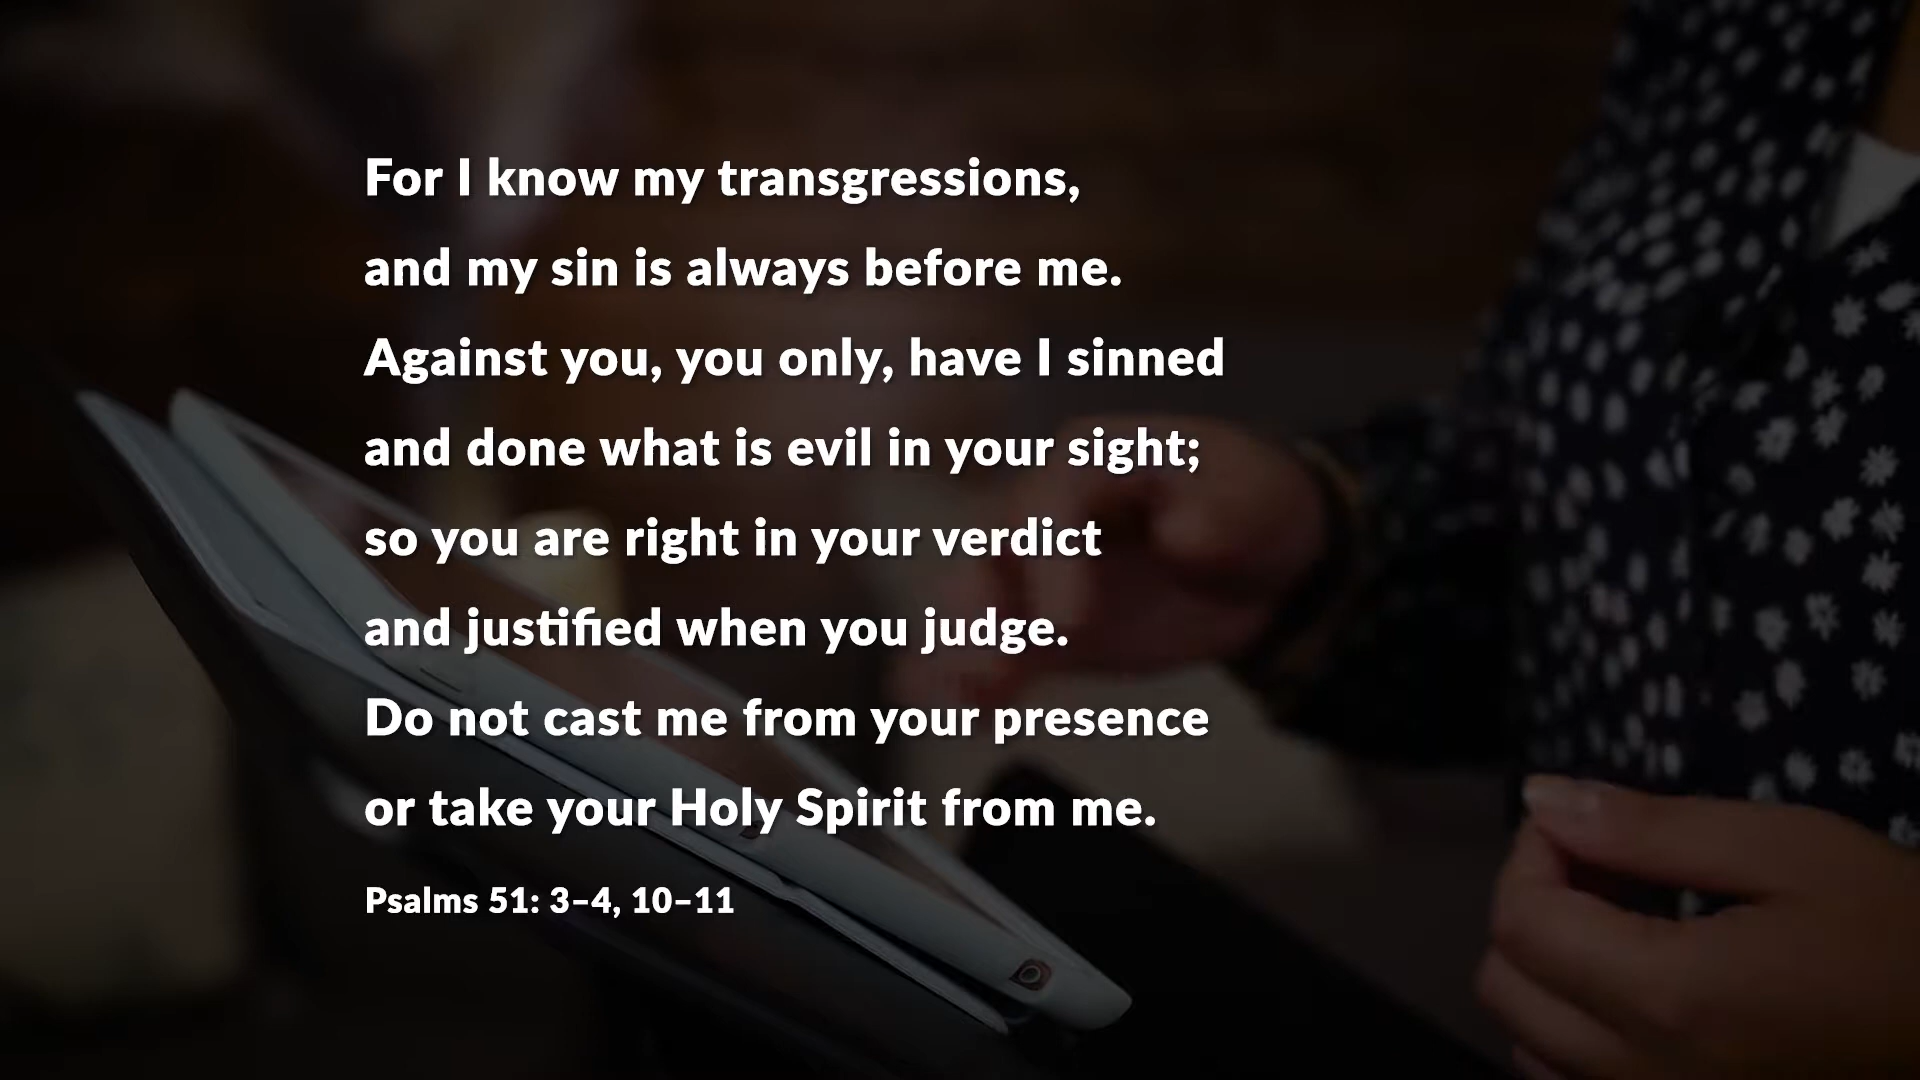 For I know my transgressions,
and my sin is always before me.
Against you, you only, have I sinned
and done what is evil in your sight;
so you are right in your verdict
and justified when you judge.
Do not cast me from your presence
or take your Holy Spirit from me.
Psalms 51: 3–4, 10–11